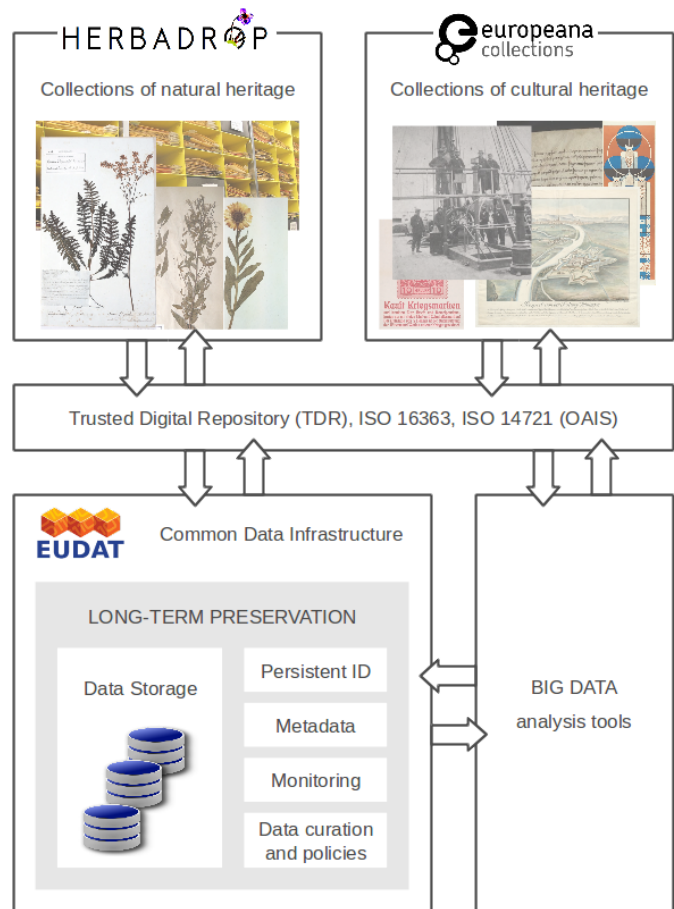 HERBADROP
europeana
collections
Collections of natural heritage
Collections of cultural heritage
Kauft Kriegsmarken
Trusted Digital Repository (TDR), ISO 16363, ISO 14721 (OAIS)
EUDAT
Common Data Infrastructure
LONG-TERM PRESERVATION
Data Storage
Persistent ID
Metadata
Monitoring
Data curation
and policies
BIG DATA
analysis tools